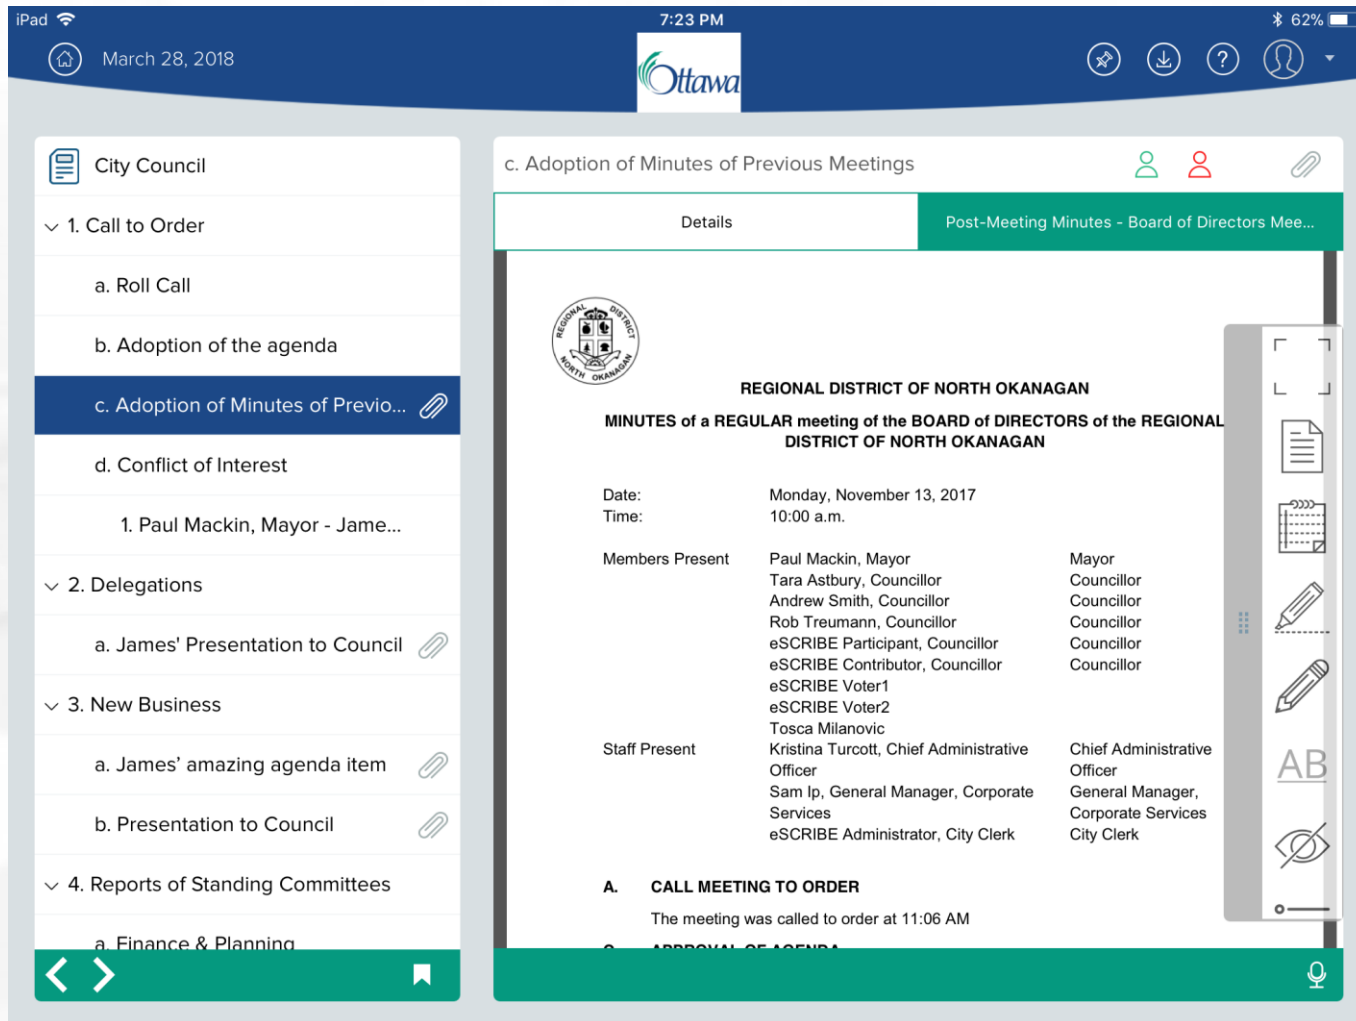 iPad
7:23 PM
62%
March 28, 2018
Ottawa
?
City Council
1. Call to Order
a. Roll Call
b. Adoption of the agenda
c. Adoption of Minutes of Previo...
d. Conflict of Interest
1. Paul Mackin, Mayor - Jame...
2. Delegations
a. James' Presentation to Council
3. New Business
a. James’ amazing agenda item
b. Presentation to Council
4. Reports of Standing Committees
a. Finance & Planning
c. Adoption of Minutes of Previous Meetings
Details
Post-Meeting Minutes - Board of Directors Mee...
REGIONAL DISTRICT
NORTH OKANAGAN
REGIONAL DISTRICT OF NORTH OKANAGAN
MINUTES of a REGULAR meeting of the BOARD of DIRECTORS of the REGIONAL
DISTRICT OF NORTH OKANAGAN
Date: Monday, November 13, 2017
Time: 10:00 a.m.
Members Present Paul Mackin, Mayor Mayor
Tara Astbury, Councillor Councillor
Andrew Smith, Councillor Councillor
Rob Treumann, Councillor Councillor
eSCRIBE Participant, Councillor Councillor
eSCRIBE Contributor, Councillor Councillor
eSCRIBE Voter1
eSCRIBE Voter2
Tosca Milanovic
Staff Present Kristina Turcott, Chief Administrative Chief Administrative
Officer Officer
Sam Ip, General Manager, Corporate General Manager,
Services Corporate Services
eSCRIBE Administrator, City Clerk City Clerk
A. CALL MEETING TO ORDER
The meeting was called to order at 11:06 AM
APPROVAL OF AGENDA
AB